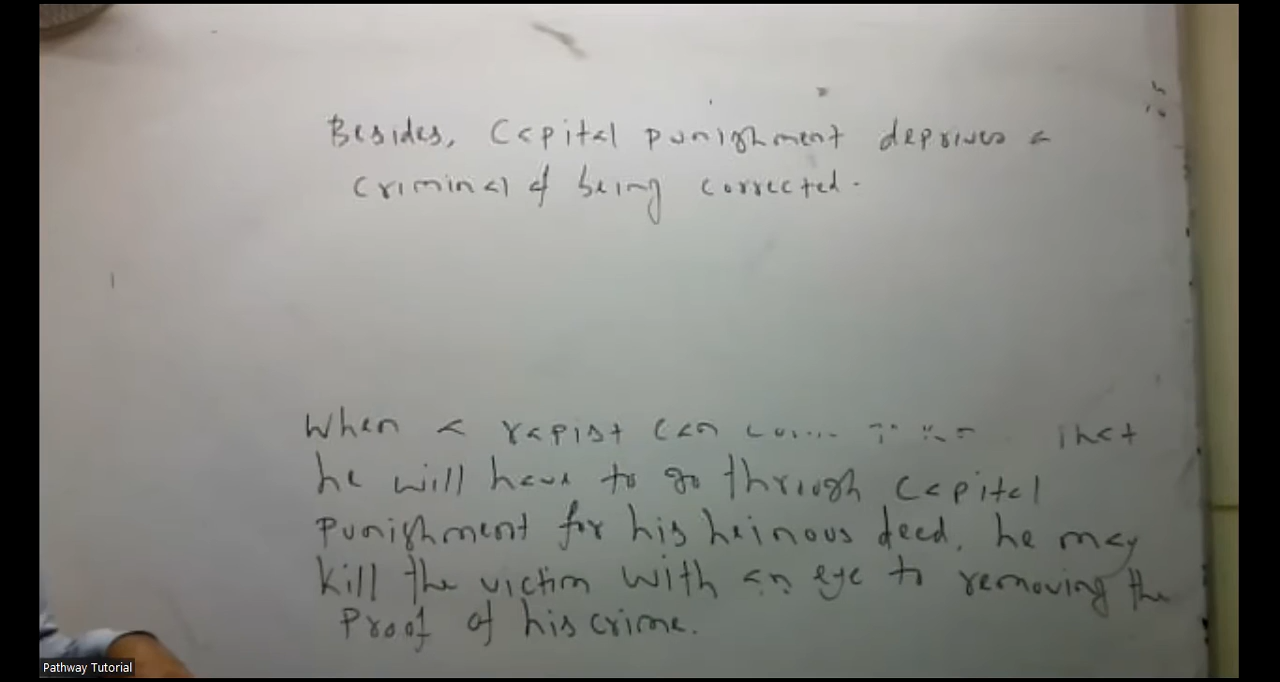 Besides, Capital punishment deprives a
criminal of being corrected.
When a rapist can that
he will have to go through Capital
punishment for his heinous deed, he may
kill the victim with an eye to removing the
proof of his crime.
Pathway Tutorial